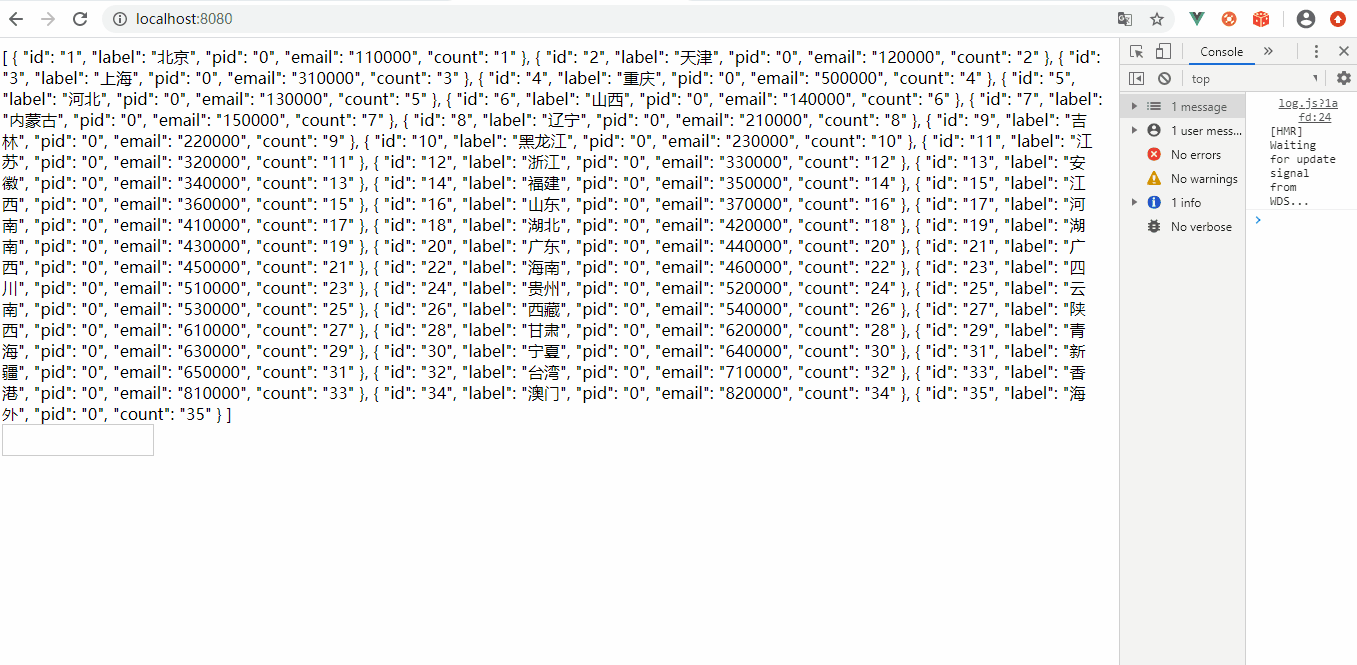 localhost:8080
[ { "id": "1", "label": "北京", "pid": "0", "email": "110000", "count": "1" }, { "id": "2", "label": "天津", "pid": "0", "email": "120000", "count": "2" }, { "id":
"3", "label": "上海", "pid": "0", "email": "310000", "count": "3" }, { "id": "4", "label": "重庆", "pid": "0", "email": "500000", "count": "4" }, { "id": "5",
"label": "河北", "pid": "0", "email": "130000", "count": "5" }, { "id": "6", "label": "山西", "pid": "0", "email": "140000", "count": "6" }, { "id": "7", "label":
"内蒙古", "pid": "0", "email": "150000", "count": "7" }, { "id": "8", "label": "辽宁", "pid": "0", "email": "210000", "count": "8" }, { "id": "9", "label": "吉
林", "pid": "0", "email": "220000", "count": "9" }, { "id": "10", "label": "黑龙江", "pid": "0", "email": "230000", "count": "10" }, { "id": "11", "label": "江
苏", "pid": "0", "email": "320000", "count": "11" }, { "id": "12", "label": "浙江", "pid": "0", "email": "330000", "count": "12" }, { "id": "13", "label": "安
徽", "pid": "0", "email": "340000", "count": "13" }, { "id": "14", "label": "福建", "pid": "0", "email": "350000", "count": "14" }, { "id": "15", "label": "江
西", "pid": "0", "email": "360000", "count": "15" }, { "id": "16", "label": "山东", "pid": "0", "email": "370000", "count": "16" }, { "id": "17", "label": "河
南", "pid": "0", "email": "410000", "count": "17" }, { "id": "18", "label": "湖北", "pid": "0", "email": "420000", "count": "18" }, { "id": "19", "label": "湖
南", "pid": "0", "email": "430000", "count": "19" }, { "id": "20", "label": "广东", "pid": "0", "email": "440000", "count": "20" }, { "id": "21", "label": "广
西", "pid": "0", "email": "450000", "count": "21" }, { "id": "22", "label": "海南", "pid": "0", "email": "460000", "count": "22" }, { "id": "23", "label": "四
川", "pid": "0", "email": "510000", "count": "23" }, { "id": "24", "label": "贵州", "pid": "0", "email": "520000", "count": "24" }, { "id": "25", "label": "云
南", "pid": "0", "email": "530000", "count": "25" }, { "id": "26", "label": "西藏", "pid": "0", "email": "540000", "count": "26" }, { "id": "27", "label": "陕
西", "pid": "0", "email": "610000", "count": "27" }, { "id": "28", "label": "甘肃", "pid": "0", "email": "620000", "count": "28" }, { "id": "29", "label": "青
海", "pid": "0", "email": "630000", "count": "29" }, { "id": "30", "label": "宁夏", "pid": "0", "email": "640000", "count": "30" }, { "id": "31", "label": "新
疆", "pid": "0", "email": "650000", "count": "31" }, { "id": "32", "label": "台湾", "pid": "0", "email": "710000", "count": "32" }, { "id": "33", "label": "香
港", "pid": "0", "email": "810000", "count": "33" }, { "id": "34", "label": "澳门", "pid": "0", "email": "820000", "count": "34" }, { "id": "35", "label": "海
外", "pid": "0", "count": "35" } ]
Console
top
1 message
1 user mess...
No errors
No warnings
1 info
No verbose
log.js?1a
fd:24
[HMR]
Waiting
for update
signal
from
WDS...